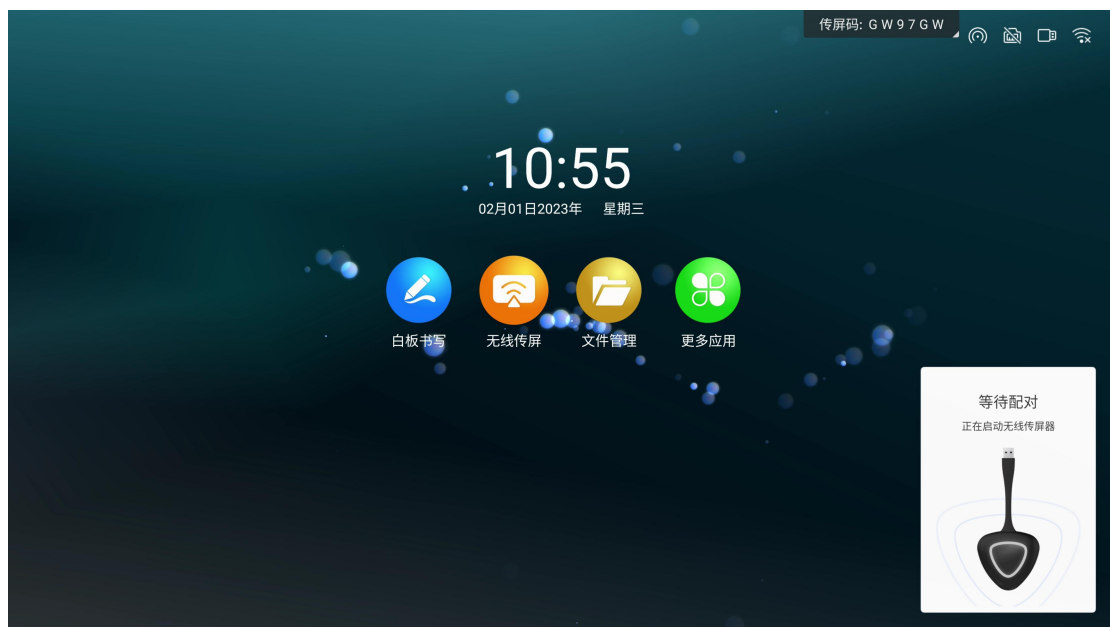 传屏码: GW97GW
10:55
02月01日2023年 星期三
白板书写 无线传屏 文件管理 更多应用
等待配对
正在启动无线传屏器